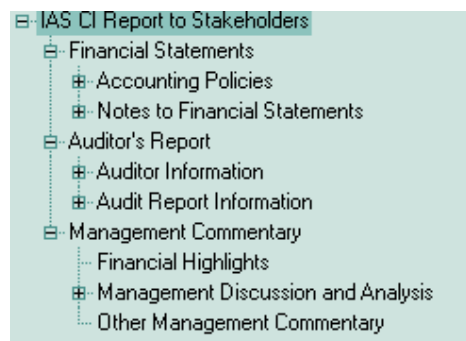 IAS CI Report to Stakeholders
Financial Statements
Accounting Policies
Notes to Financial Statements
Auditor's Report
Auditor Information
Audit Report Information
Management Commentary
Financial Highlights
Management Discussion and Analysis
Other Management Commentary